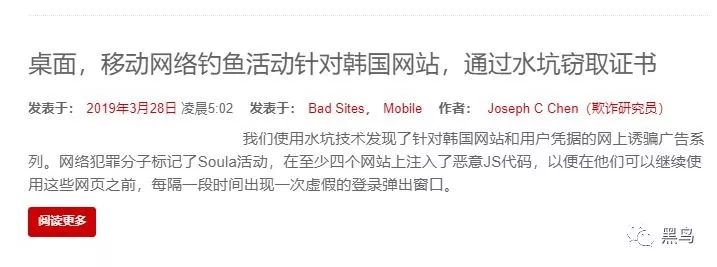 桌面，移动网络钓鱼活动针对韩国网站，通过水坑窃取证书
发表于： 2019年3月28日 凌晨5:02 发表于： Bad Sites， Mobile 作者： Joseph C Chen（欺诈研究员）
我们使用水坑技术发现了针对韩国网站和用户凭据的网上诱骗广告系
列。网络犯罪分子标记了Soula活动，在至少四个网站上注入了恶意JS代码，以便在他们可以继续使
用这些网页之前，每隔一段时间出现一次虚假的登录弹出窗口。
阅读更多
黑鸟